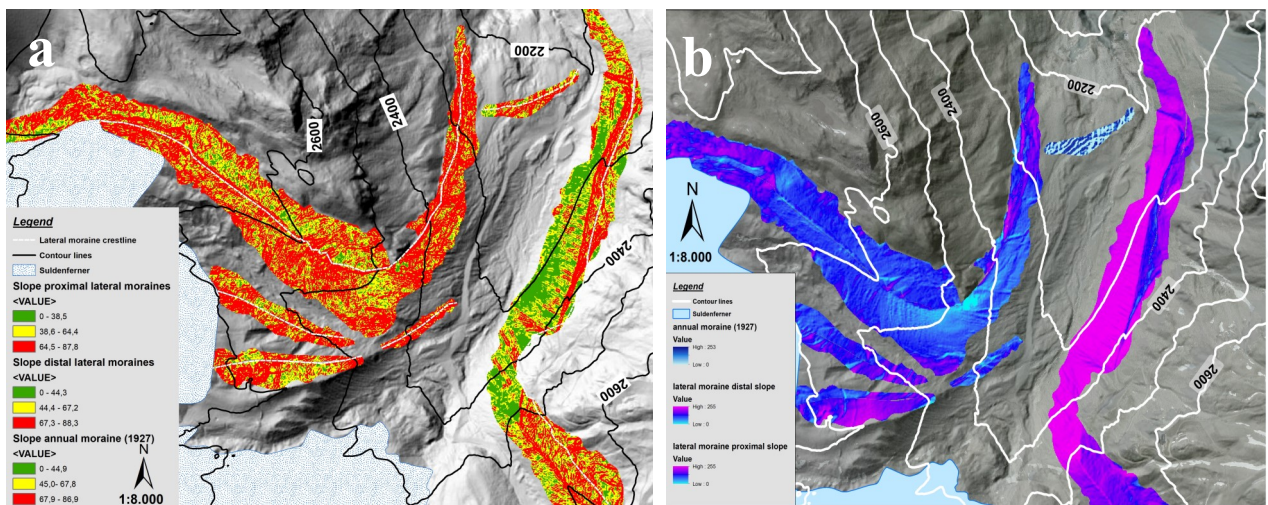 a
2200
2400
2600
2400
2600
Legend
Lateral moraine crestline
Contour lines
Suldenferner
Slope proximal lateral moraines
<VALUE>
0 - 38,5
38,6 - 64,4
64,5 - 87,8
Slope distal lateral moraines
<VALUE>
0 - 44,3
44,4 - 67,2
67,3 - 88,3
Slope annual moraine (1927)
<VALUE>
0 - 44,9
45,0- 67,8
67,9 - 86,9
N
1:8.000
b
2200
2400
2600
2400
2600
N
1:8.000
Legend
Contour lines
Suldenferner
annual moraine (1927)
Value
High : 253
Low : 0
lateral moraine distal slope
Value
High : 255
Low : 0
lateral moraine proximal slope
Value
High : 255
Low : 0